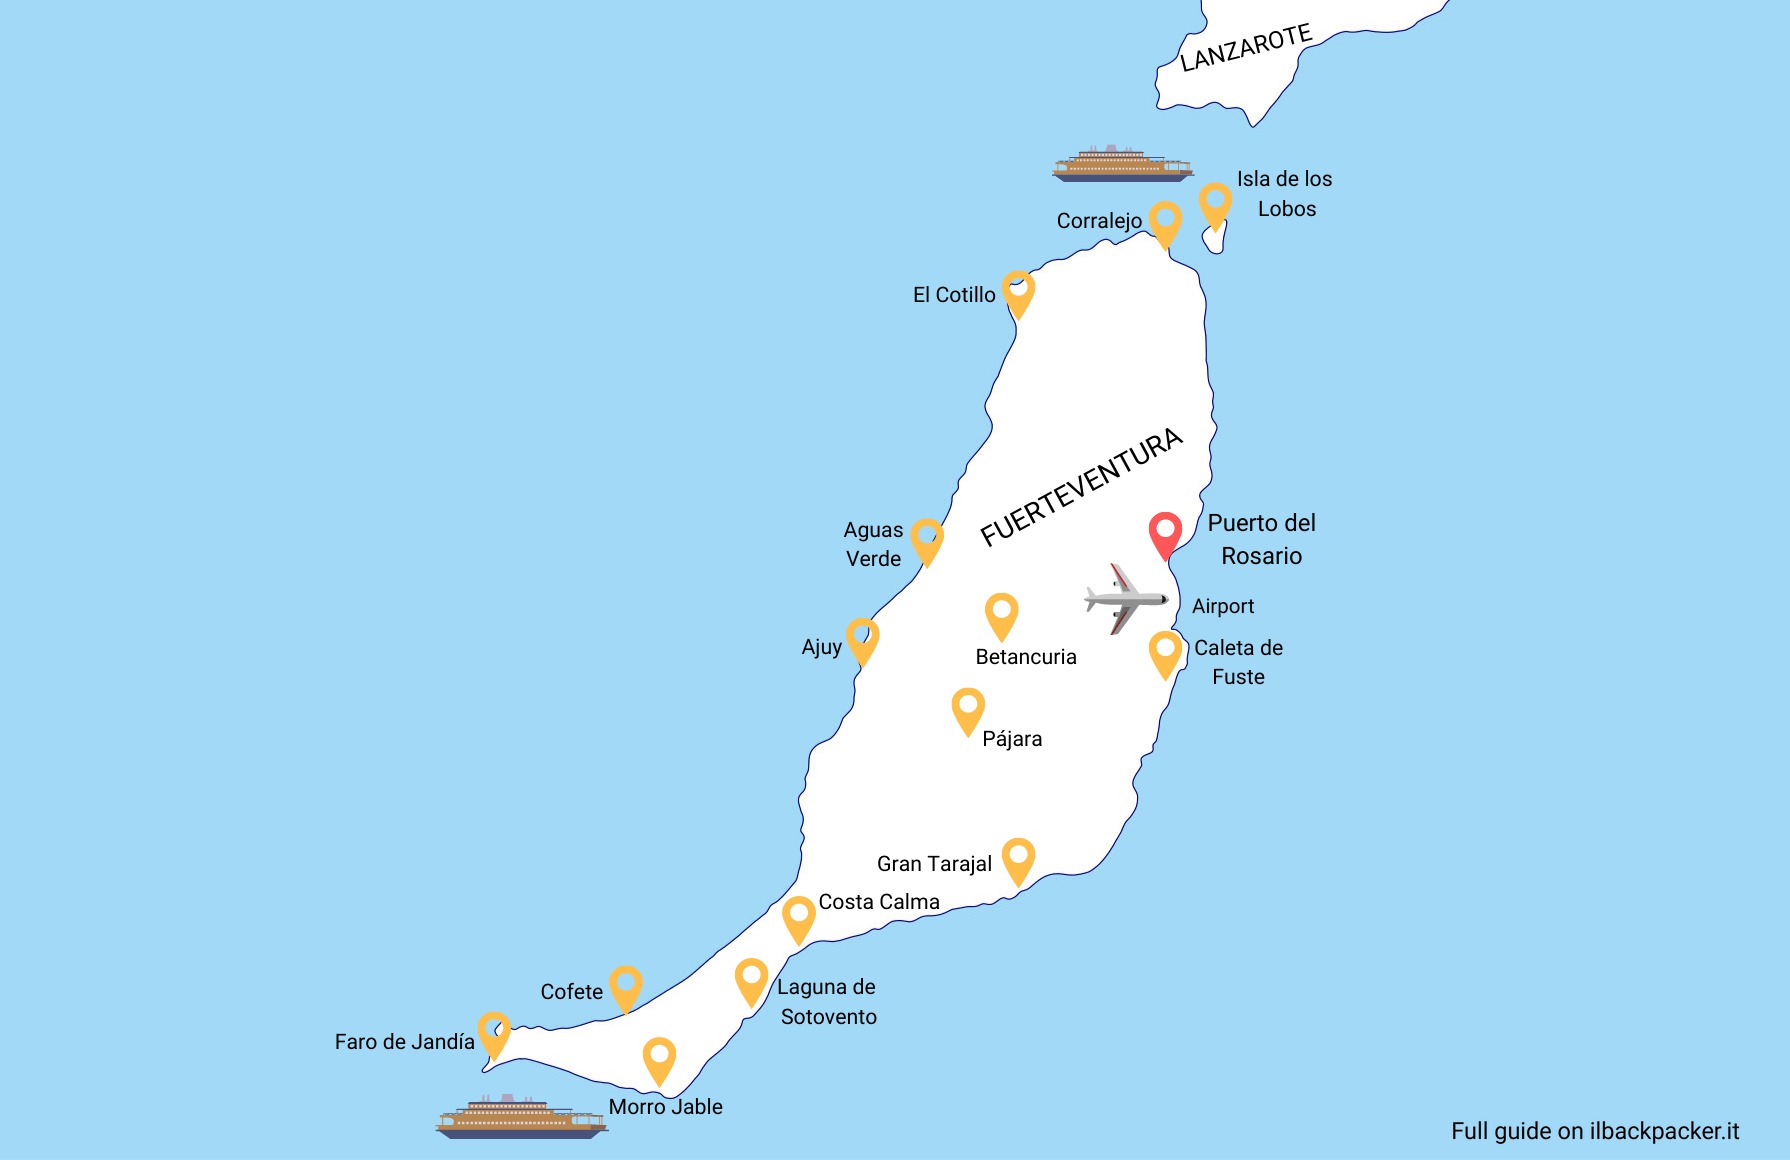 LANZAROTE
Isla de los
Lobos
Corralejo
El Cotillo
FUERTEVENTURA
Puerto del
Rosario
Aguas
Verde
Airport
Ajuy
Betancuria
Caleta de
Fuste
Pájara
Gran Tarajal
Costa Calma
Cofete
Laguna de
Sotovento
Faro de Jandía
Morro Jable
Full guide on ilbackpacker.it